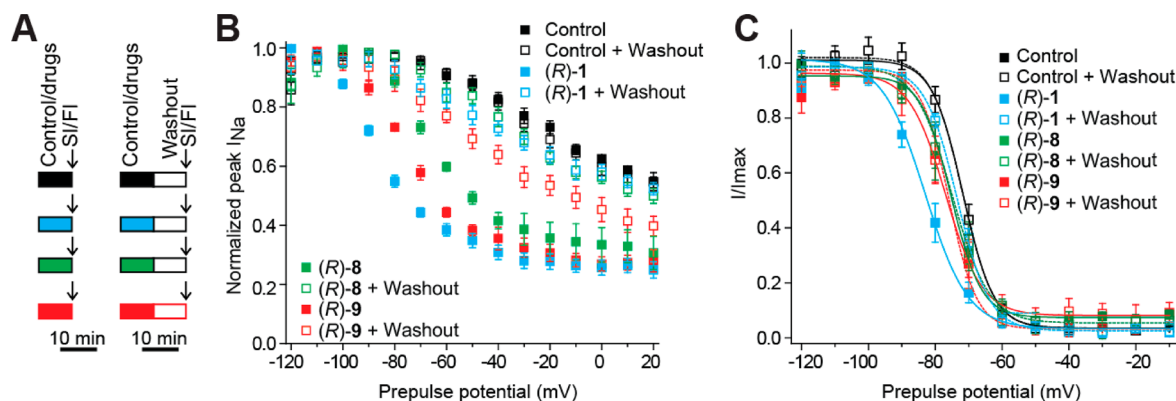 A
Control/drugs
SI/FI
Control/drugs
Washout
SI/FI
10 min
10 min
B
Normalized peak INa
1.0
0.8
0.6
0.4
0.2
0.0
-120
-100
-80
-60
-40
-20
0
20
Prepulse potential (mV)
Control
Control + Washout
(R)-1
(R)-1 + Washout
(R)-8
(R)-8 + Washout
(R)-9
(R)-9 + Washout
C
I/Imax
1.0
0.8
0.6
0.4
0.2
0.0
-120
-100
-80
-60
-40
-20
Prepulse potential (mV)
Control
Control + Washout
(R)-1
(R)-1 + Washout
(R)-8
(R)-8 + Washout
(R)-9
(R)-9 + Washout